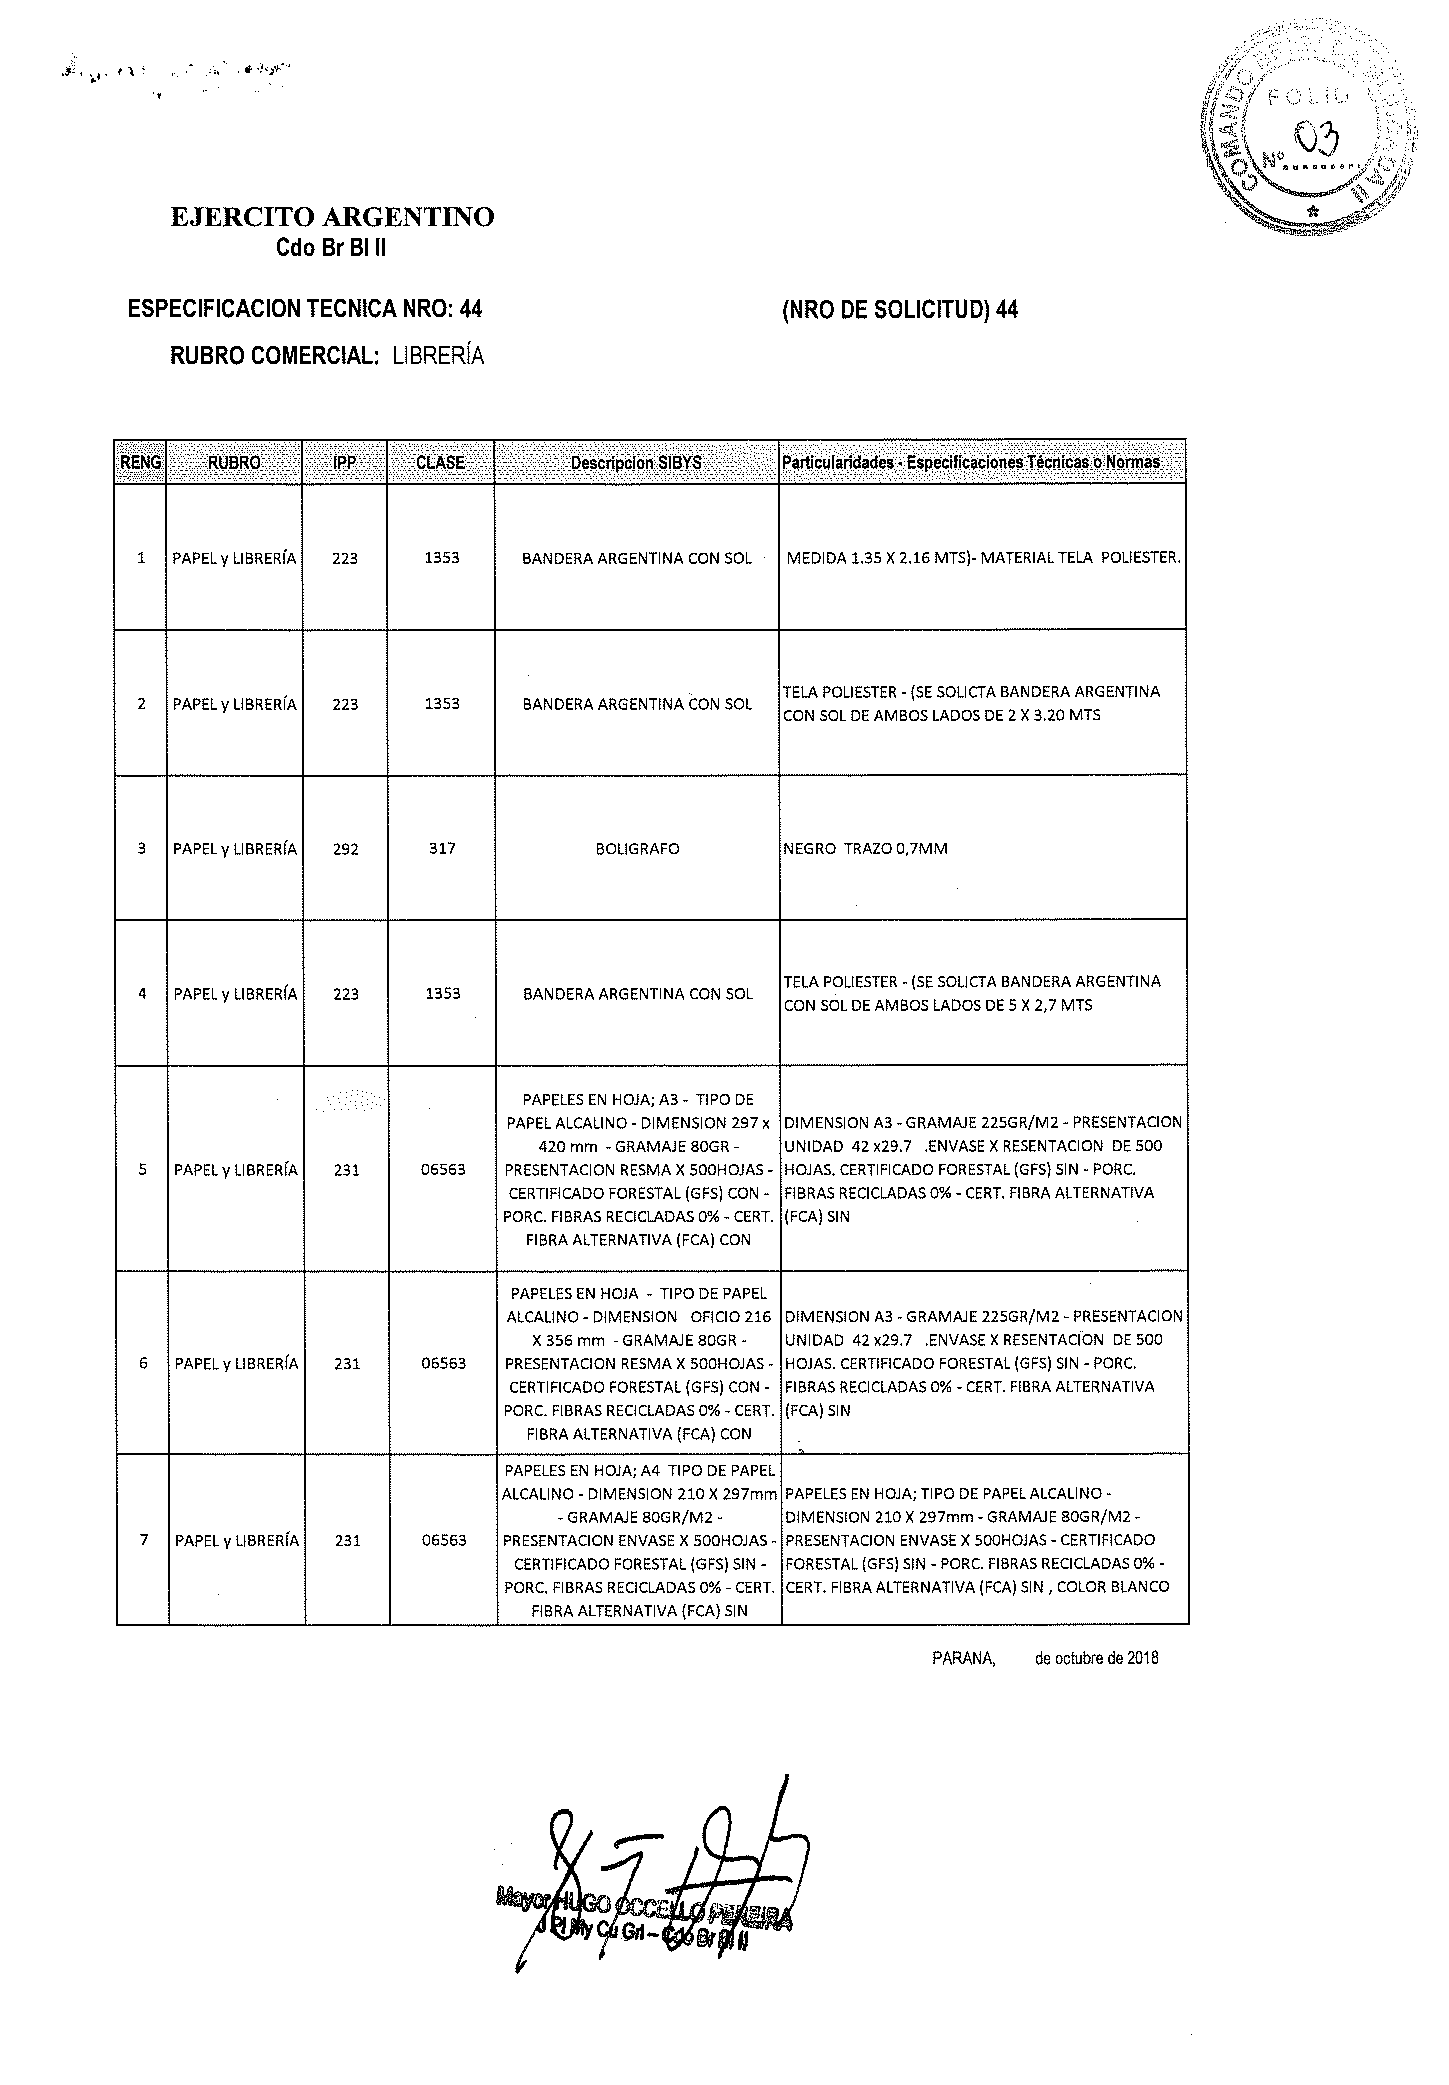 COMANDO
FOLIO
Nº 03
EJERCITO ARGENTINO
Cdo Br Bl II
ESPECIFICACION TECNICA NRO: 44 (NRO DE SOLICITUD) 44
RUBRO COMERCIAL: LIBRERÍA
RENG RUBRO IPP CLASE Descripcion SIBYS Particularidades - Especificaciones Técnicas o Normas
1 PAPEL y LIBRERÍA 223 1353 BANDERA ARGENTINA CON SOL MEDIDA 1.35 X 2.16 MTS)- MATERIAL TELA POLIESTER.
2 PAPEL y LIBRERÍA 223 1353 BANDERA ARGENTINA CON SOL
TELA POLIESTER - (SE SOLICTA BANDERA ARGENTINA
CON SOL DE AMBOS LADOS DE 2 X 3.20 MTS
3 PAPEL y LIBRERÍA 292 317 BOLIGRAFO NEGRO TRAZO 0,7MM
4 PAPEL y LIBRERÍA 223 1353 BANDERA ARGENTINA CON SOL
TELA POLIESTER - (SE SOLICTA BANDERA ARGENTINA
CON SOL DE AMBOS LADOS DE 5 X 2,7 MTS
5 PAPEL y LIBRERÍA 231 06563
PAPELES EN HOJA; A3 - TIPO DE
PAPEL ALCALINO - DIMENSION 297 x
420 mm - GRAMAJE 80GR -
PRESENTACION RESMA X 500HOJAS -
CERTIFICADO FORESTAL (GFS) CON -
PORC. FIBRAS RECICLADAS 0% - CERT.
FIBRA ALTERNATIVA (FCA) CON
DIMENSION A3 - GRAMAJE 225GR/M2 - PRESENTACION
UNIDAD 42 x29.7 .ENVASE X RESENTACION DE 500
HOJAS. CERTIFICADO FORESTAL (GFS) SIN - PORC.
FIBRAS RECICLADAS 0% - CERT. FIBRA ALTERNATIVA
(FCA) SIN
6 PAPEL y LIBRERÍA 231 06563
PAPELES EN HOJA - TIPO DE PAPEL
ALCALINO - DIMENSION OFICIO 216
X 356 mm - GRAMAJE 80GR -
PRESENTACION RESMA X 500HOJAS -
CERTIFICADO FORESTAL (GFS) CON -
PORC. FIBRAS RECICLADAS 0% - CERT.
FIBRA ALTERNATIVA (FCA) CON
DIMENSION A3 - GRAMAJE 225GR/M2 - PRESENTACION
UNIDAD 42 x29.7 .ENVASE X RESENTACION DE 500
HOJAS. CERTIFICADO FORESTAL (GFS) SIN - PORC.
FIBRAS RECICLADAS 0% - CERT. FIBRA ALTERNATIVA
(FCA) SIN
7 PAPEL y LIBRERÍA 231 06563
PAPELES EN HOJA; A4 TIPO DE PAPEL
ALCALINO - DIMENSION 210 X 297mm
- GRAMAJE 80GR/M2 -
PRESENTACION ENVASE X 500HOJAS -
CERTIFICADO FORESTAL (GFS) SIN -
PORC. FIBRAS RECICLADAS 0% - CERT.
FIBRA ALTERNATIVA (FCA) SIN
PAPELES EN HOJA; TIPO DE PAPEL ALCALINO -
DIMENSION 210 X 297mm - GRAMAJE 80GR/M2 -
PRESENTACION ENVASE X 500HOJAS - CERTIFICADO
FORESTAL (GFS) SIN - PORC. FIBRAS RECICLADAS 0% -
CERT. FIBRA ALTERNATIVA (FCA) SIN , COLOR BLANCO
PARANA, de octubre de 2018
Mayor HUGO OCCELLO PEREIRA
J Pl My Cu Grl – Cdo Br Bl II